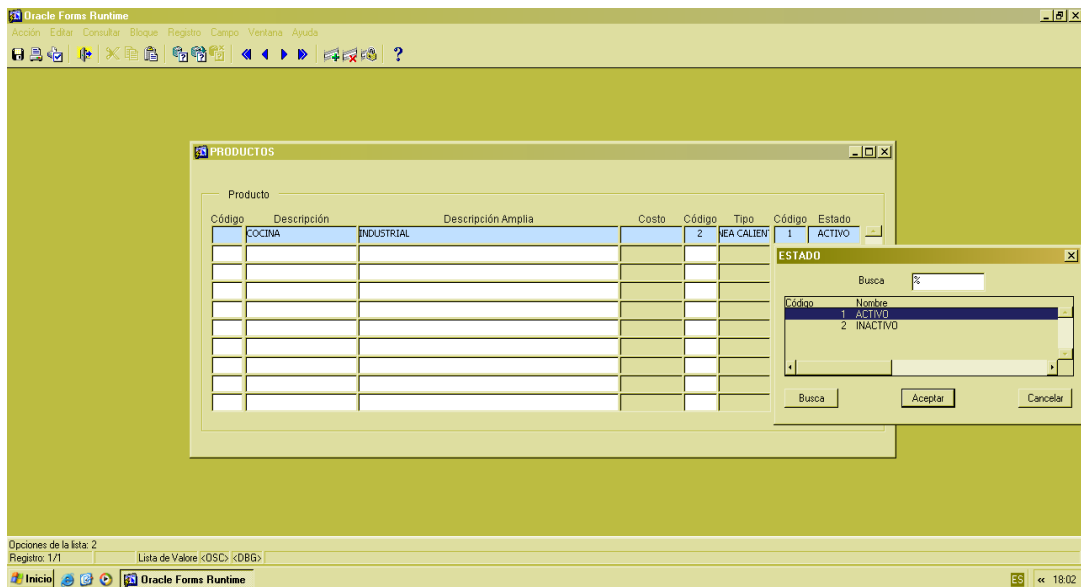 Oracle Forms Runtime
Acción Editar Consultar Bloque Registro Campo Ventana Ayuda
PRODUCTOS
Producto
Código Descripción Descripción Amplia Costo Código Tipo Código Estado
COCINA INDUSTRIAL 2 NEA CALIENT 1 ACTIVO
ESTADO
Busca %
Código Nombre
1 ACTIVO
2 INACTIVO
Busca Aceptar Cancelar
Opciones de la lista: 2
Registro: 1/1 Lista de Valore <OSC> <DBG>
Inicio Oracle Forms Runtime ES « 18:02